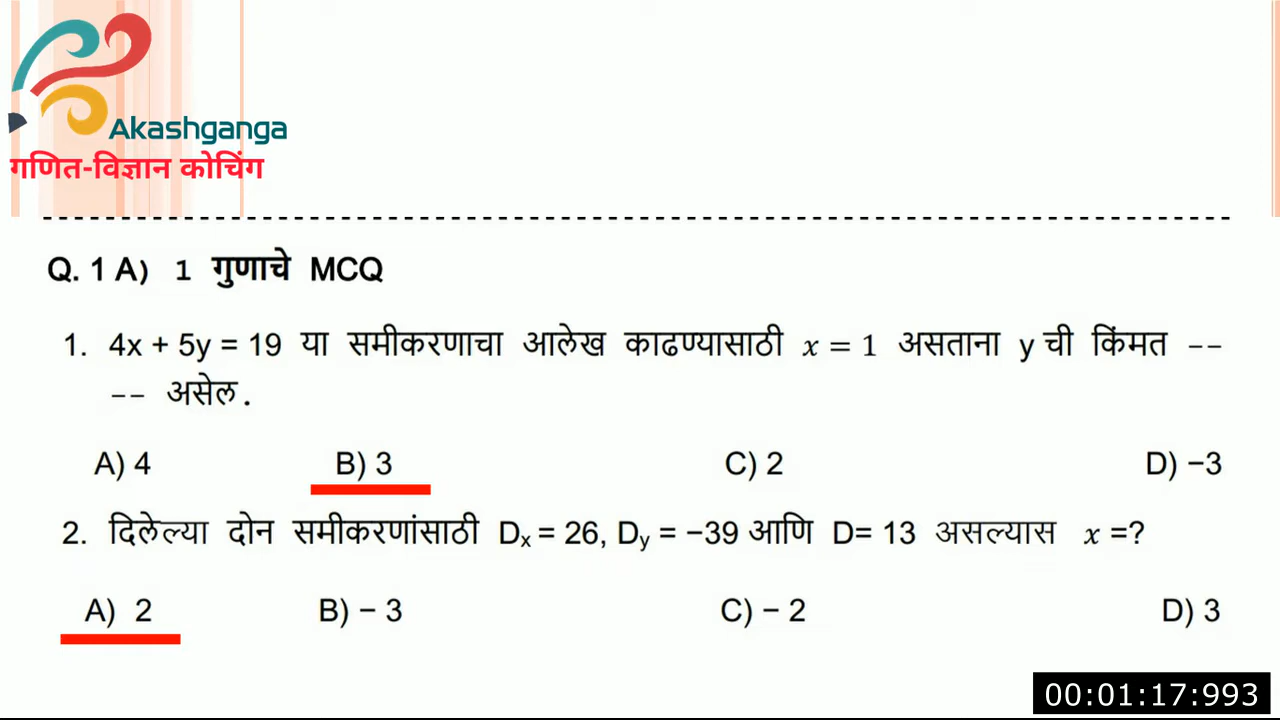 Akashganga
गणित-विज्ञान कोचिंग
Q. 1 A) 1 गुणाचे MCQ
1. 4x + 5y = 19 या समीकरणाचा आलेख काढण्यासाठी x = 1 असताना y ची किंमत --
-- असेल.
A) 4 B) 3 C) 2 D) −3
2. दिलेल्या दोन समीकरणांसाठी Dₓ = 26, Dᵧ = −39 आणि D= 13 असल्यास x =?
A) 2 B) − 3 C) − 2 D) 3
00:01:17:993